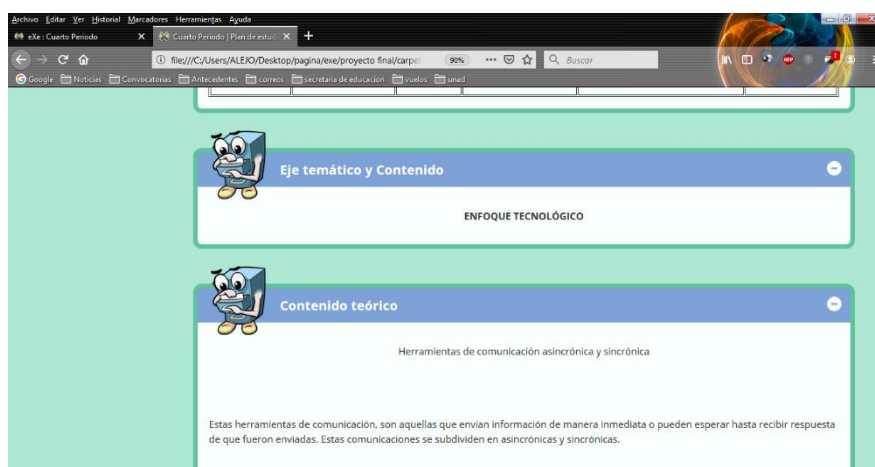 Archivo Editar Ver Historial Marcadores Herramientas Ayuda
eXe : Cuarto Periodo Cuarto Periodo | Plan de estud
file:///C:/Users/ALEJO/Desktop/pagina/exe/proyecto final/carpet 90% Buscar
Google Noticias Convocatorias Antecedentes correos secretaria de educacion vuelos unad
Eje temático y Contenido
ENFOQUE TECNOLÓGICO
Contenido teórico
Herramientas de comunicación asincrónica y sincrónica
Estas herramientas de comunicación, son aquellas que envían información de manera inmediata o pueden esperar hasta recibir respuesta
de que fueron enviadas. Estas comunicaciones se subdividen en asincrónicas y sincrónicas.